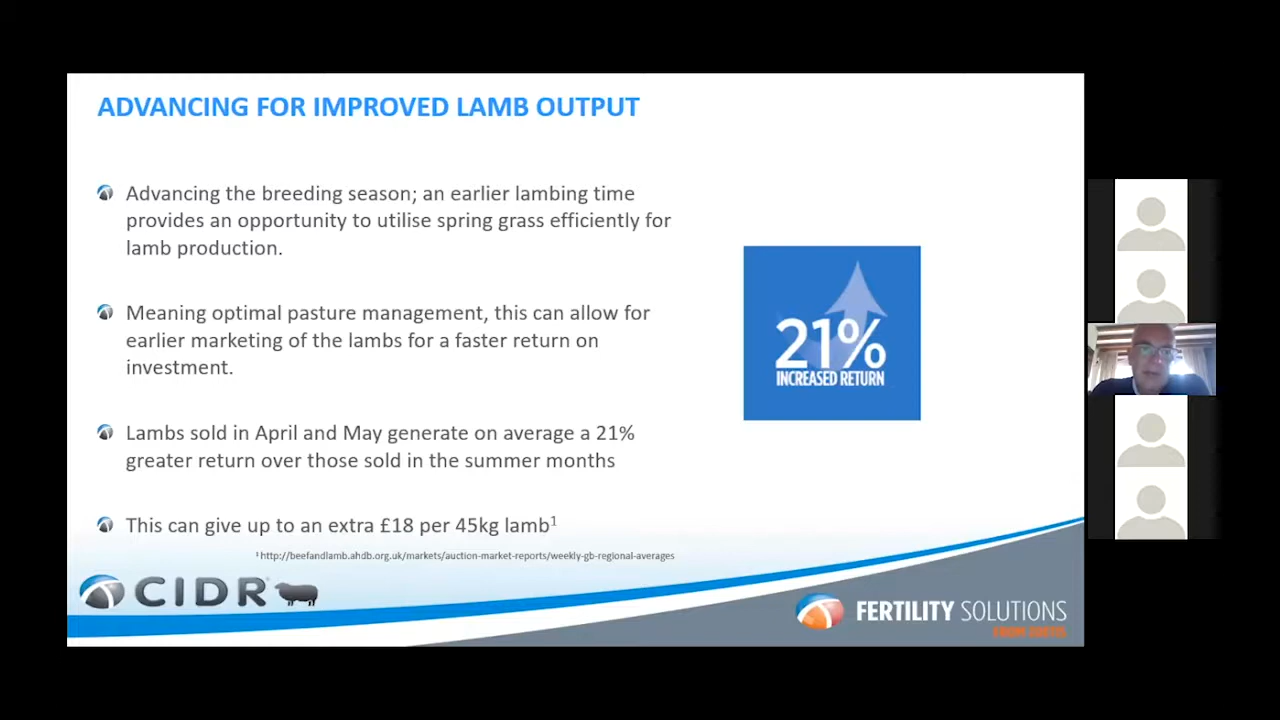 ADVANCING FOR IMPROVED LAMB OUTPUT
Advancing the breeding season; an earlier lambing time
provides an opportunity to utilise spring grass efficiently for
lamb production.
Meaning optimal pasture management, this can allow for
earlier marketing of the lambs for a faster return on
investment.
Lambs sold in April and May generate on average a 21%
greater return over those sold in the summer months
This can give up to an extra £18 per 45kg lamb¹
¹ http://beefandlamb.ahdb.org.uk/markets/auction-market-reports/weekly-gb-regional-averages
21%
INCREASED RETURN
CIDR
FERTILITY SOLUTIONS